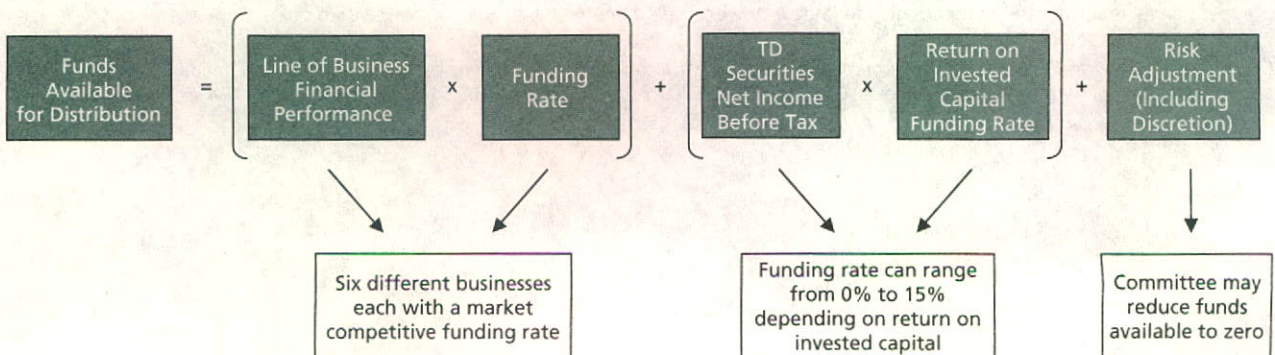 Funds
Available
for Distribution
=
Line of Business
Financial
Performance
x
Funding
Rate
+
TD
Securities
Net Income
Before Tax
x
Return on
Invested
Capital
Funding Rate
+
Risk
Adjustment
(Including
Discretion)
Six different businesses
each with a market
competitive funding rate
Funding rate can range
from 0% to 15%
depending on return on
invested capital
Committee may
reduce funds
available to zero